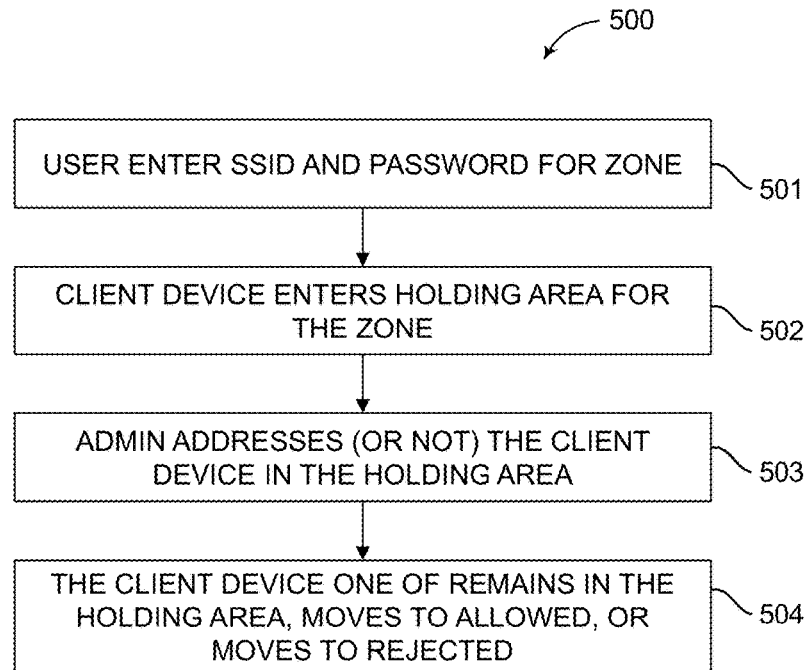 500
USER ENTER SSID AND PASSWORD FOR ZONE
501
CLIENT DEVICE ENTERS HOLDING AREA FOR
THE ZONE
502
ADMIN ADDRESSES (OR NOT) THE CLIENT
DEVICE IN THE HOLDING AREA
503
THE CLIENT DEVICE ONE OF REMAINS IN THE
HOLDING AREA, MOVES TO ALLOWED, OR
MOVES TO REJECTED
504